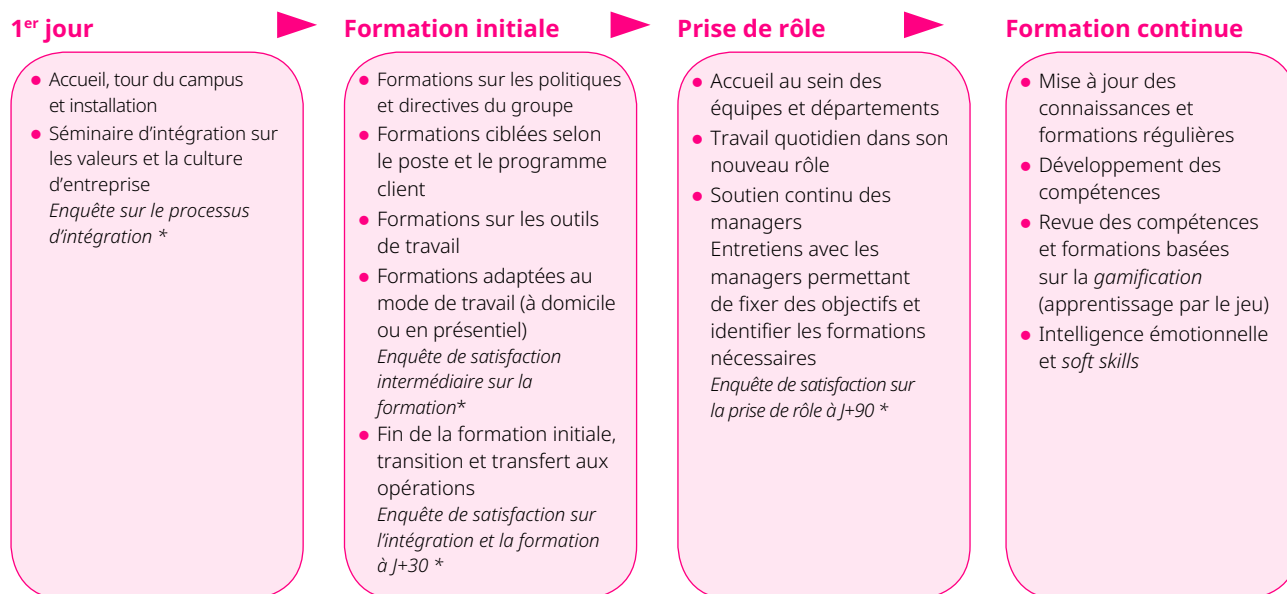 1er jour
Accueil, tour du campus
et installation
Séminaire d'intégration sur
les valeurs et la culture
d'entreprise
Enquête sur le processus
d'intégration *
Formation initiale
Formations sur les politiques
et directives du groupe
Formations ciblées selon
le poste et le programme
client
Formations sur les outils
de travail
Formations adaptées au
mode de travail (à domicile
ou en présentiel)
Enquête de satisfaction
intermédiaire sur la
formation*
Fin de la formation initiale,
transition et transfert aux
opérations
Enquête de satisfaction sur
l'intégration et la formation
à J+30 *
Prise de rôle
Accueil au sein des
équipes et départements
Travail quotidien dans son
nouveau rôle
Soutien continu des
managers
Entretiens avec les
managers permettant
de fixer des objectifs et
identifier les formations
nécessaires
Enquête de satisfaction sur
la prise de rôle à J+90 *
Formation continue
Mise à jour des
connaissances et
formations régulières
Développement des
compétences
Revue des compétences
et formations basées
sur la gamification
(apprentissage par le jeu)
Intelligence émotionnelle
et soft skills